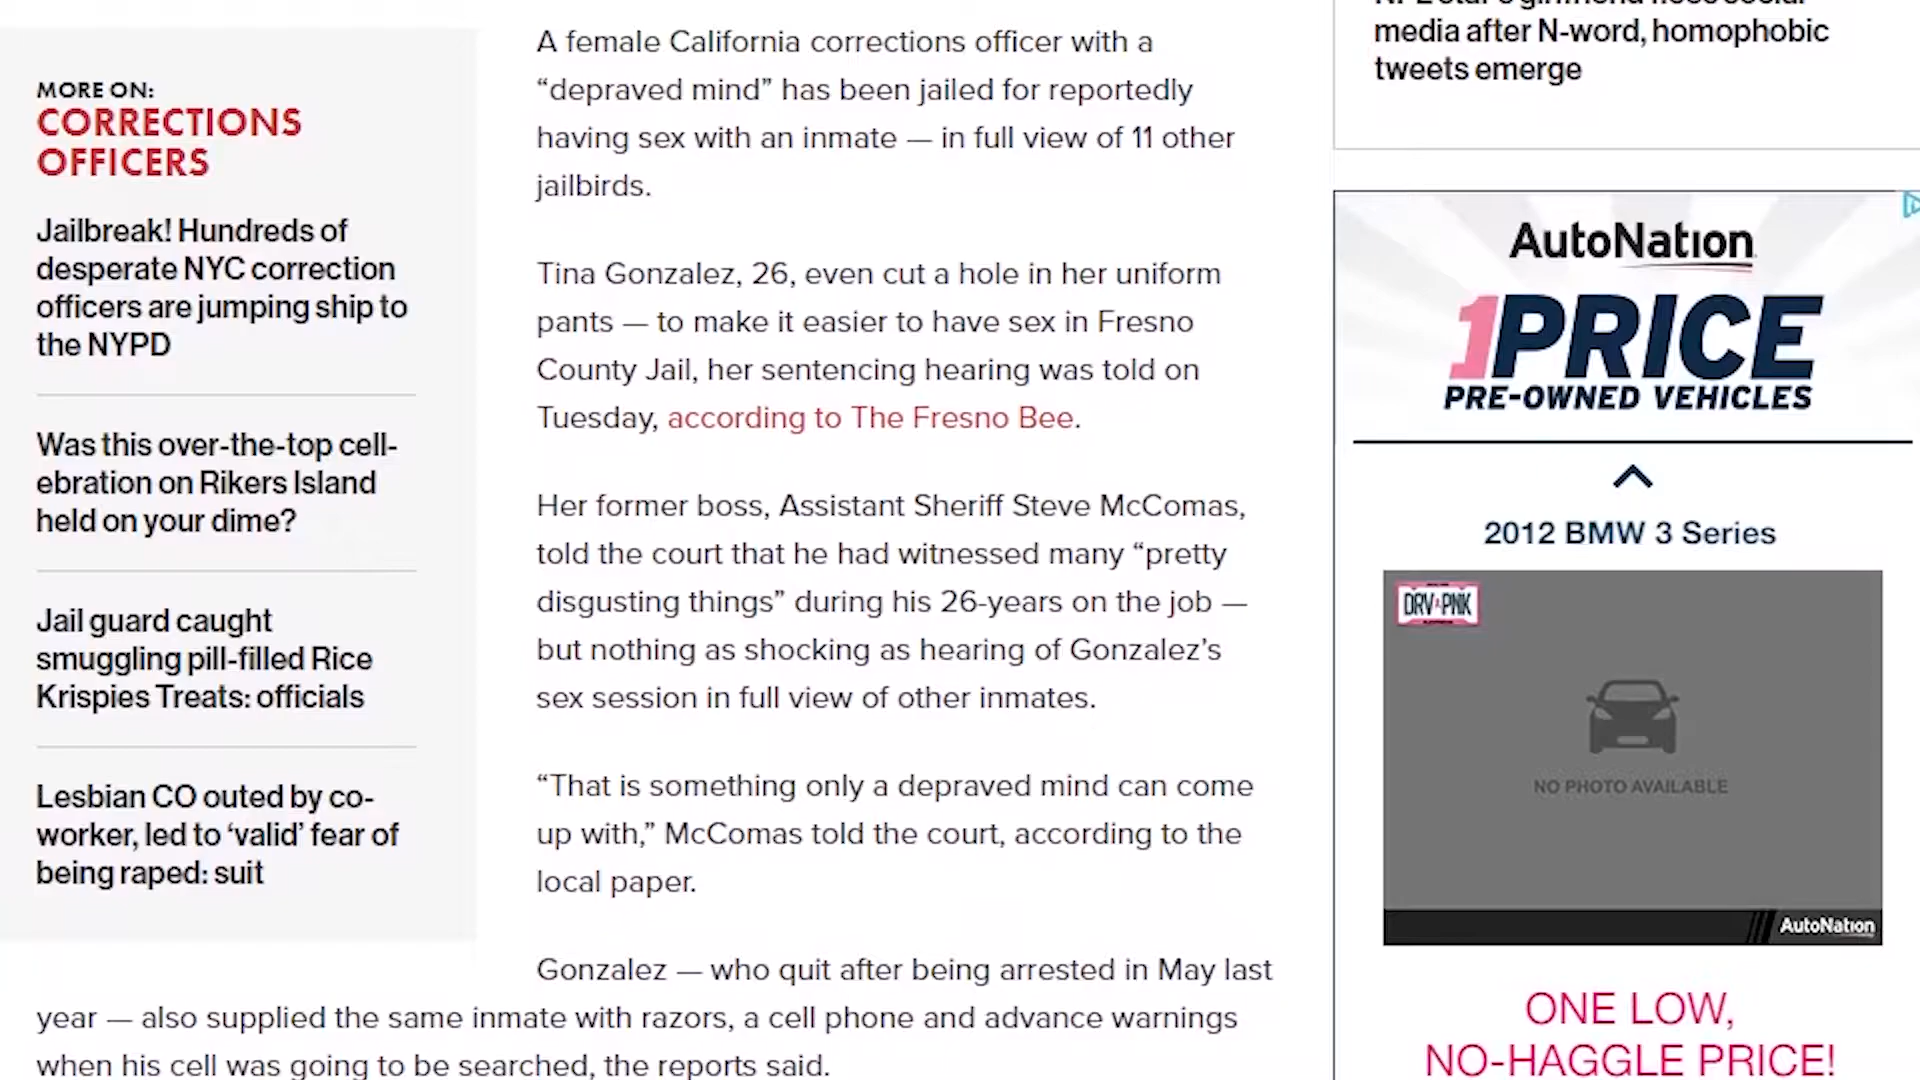 MORE ON:
CORRECTIONS
OFFICERS
Jailbreak! Hundreds of
desperate NYC correction
officers are jumping ship to
the NYPD
Was this over-the-top cell-
ebration on Rikers Island
held on your dime?
Jail guard caught
smuggling pill-filled Rice
Krispies Treats: officials
Lesbian CO outed by co-
worker, led to ‘valid’ fear of
being raped: suit
A female California corrections officer with a
“depraved mind” has been jailed for reportedly
having sex with an inmate — in full view of 11 other
jailbirds.
Tina Gonzalez, 26, even cut a hole in her uniform
pants — to make it easier to have sex in Fresno
County Jail, her sentencing hearing was told on
Tuesday, according to The Fresno Bee.
Her former boss, Assistant Sheriff Steve McComas,
told the court that he had witnessed many “pretty
disgusting things” during his 26-years on the job —
but nothing as shocking as hearing of Gonzalez’s
sex session in full view of other inmates.
“That is something only a depraved mind can come
up with,” McComas told the court, according to the
local paper.
Gonzalez — who quit after being arrested in May last
year — also supplied the same inmate with razors, a cell phone and advance warnings
when his cell was going to be searched, the reports said.
media after N-word, homophobic
tweets emerge
AutoNation
1PRICE
PRE-OWNED VEHICLES
2012 BMW 3 Series
DRV PNK
NO PHOTO AVAILABLE
AutoNation
ONE LOW,
NO-HAGGLE PRICE!